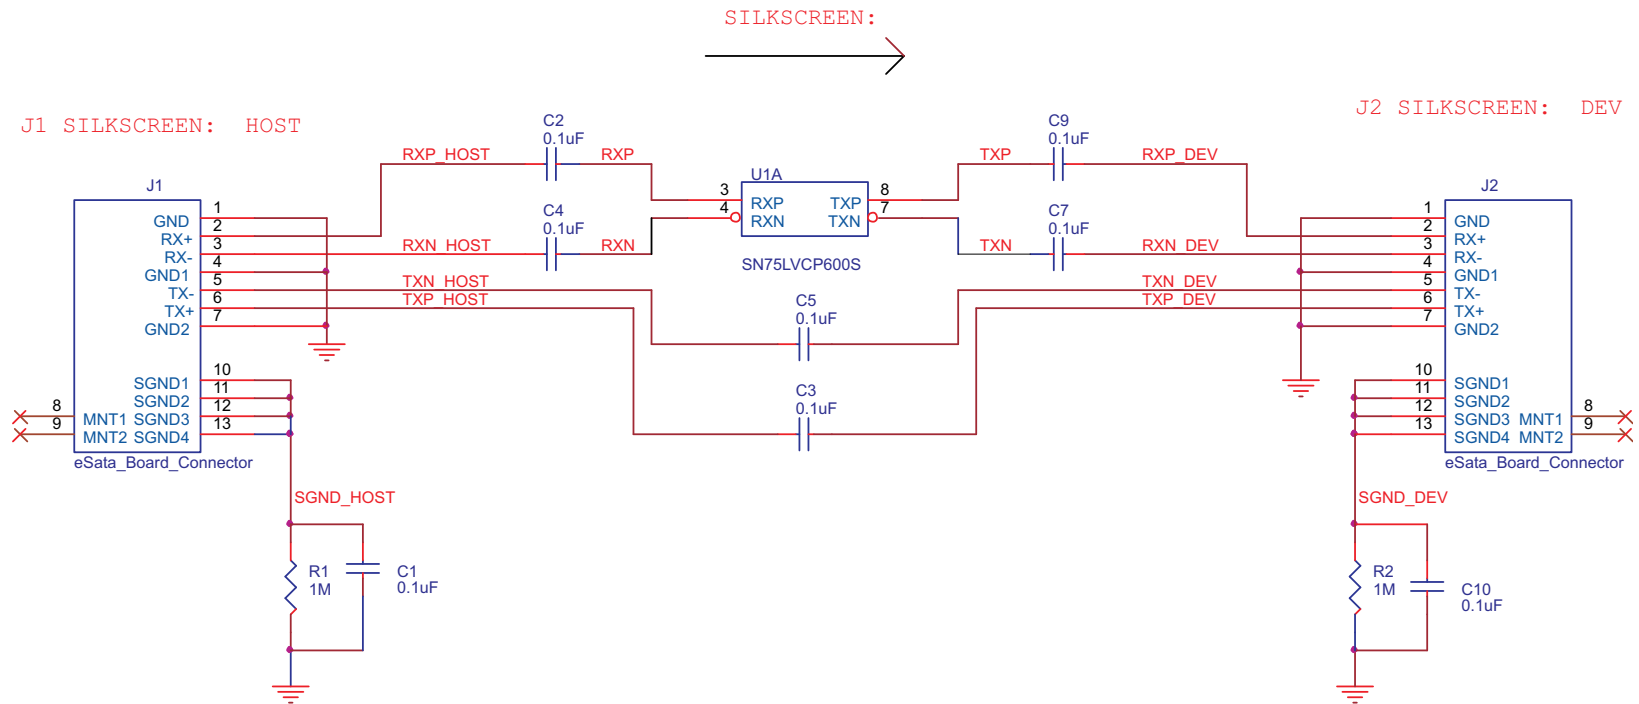 SILKSCREEN:
J1 SILKSCREEN: HOST
J2 SILKSCREEN: DEV
C2
0.1uF
C9
0.1uF
RXP_HOST
RXP
TXP
RXP_DEV
J1
U1A
J2
3
RXP
TXP
8
4
RXN
TXN
7
SN75LVCP600S
C4
0.1uF
C7
0.1uF
RXN_HOST
RXN
TXN
RXN_DEV
TXN_HOST
TXP_HOST
TXN_DEV
TXP_DEV
C5
0.1uF
C3
0.1uF
GND 1
RX+ 2
RX- 3
GND1 4
TX- 5
TX+ 6
GND2 7
SGND1 10
SGND2 11
8 MNT1 SGND3 12
9 MNT2 SGND4 13
eSata_Board_Connector
1 GND
2 RX+
3 RX-
4 GND1
5 TX-
6 TX+
7 GND2
10 SGND1
11 SGND2
12 SGND3 MNT1 8
13 SGND4 MNT2 9
eSata_Board_Connector
SGND_HOST
SGND_DEV
R1
1M
C1
0.1uF
R2
1M
C10
0.1uF